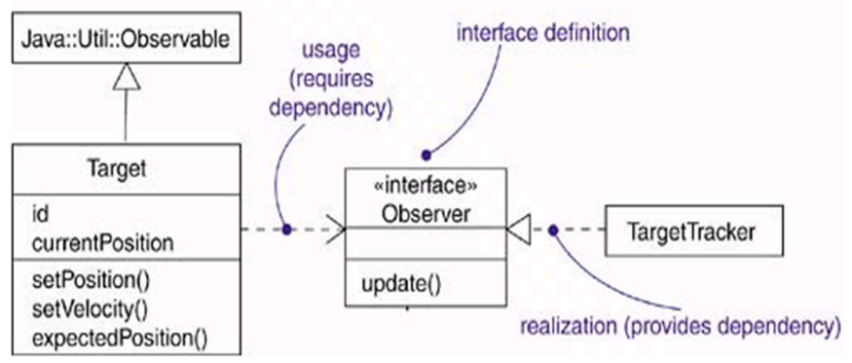 Java::Util::Observable
usage
(requires
dependency)
interface definition
Target
id
currentPosition
setPosition()
setVelocity()
expectedPosition()
«interface»
Observer
update()
TargetTracker
realization (provides dependency)